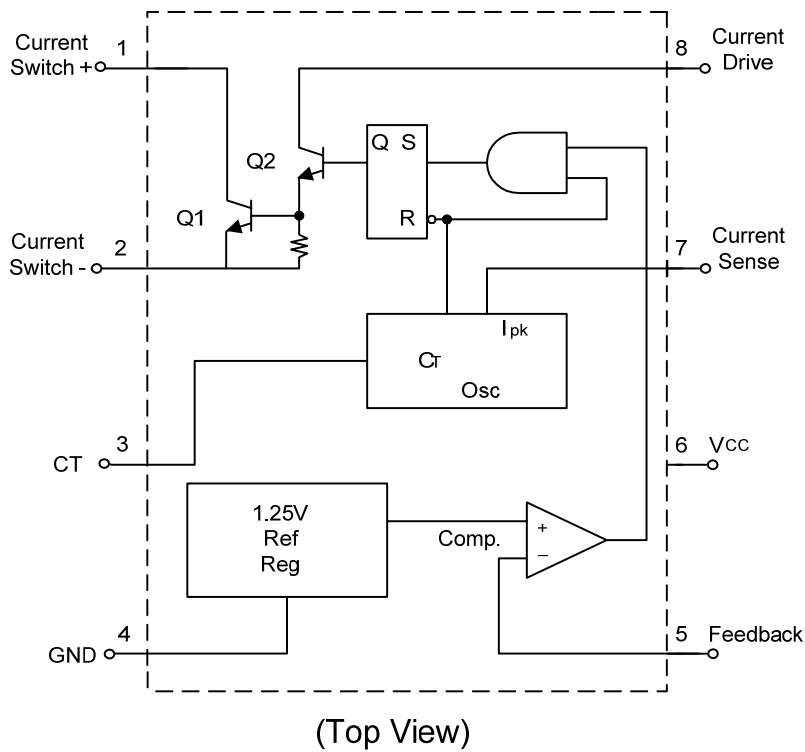 Current
Switch +
1
8
Current
Drive
Q2
Q S
Q1
R
Current
Switch -
2
7
Current
Sense
Ipk
CT
Osc
CT
3
6
VCC
1.25V
Ref
Reg
Comp.
+
–
GND
4
5
Feedback
(Top View)